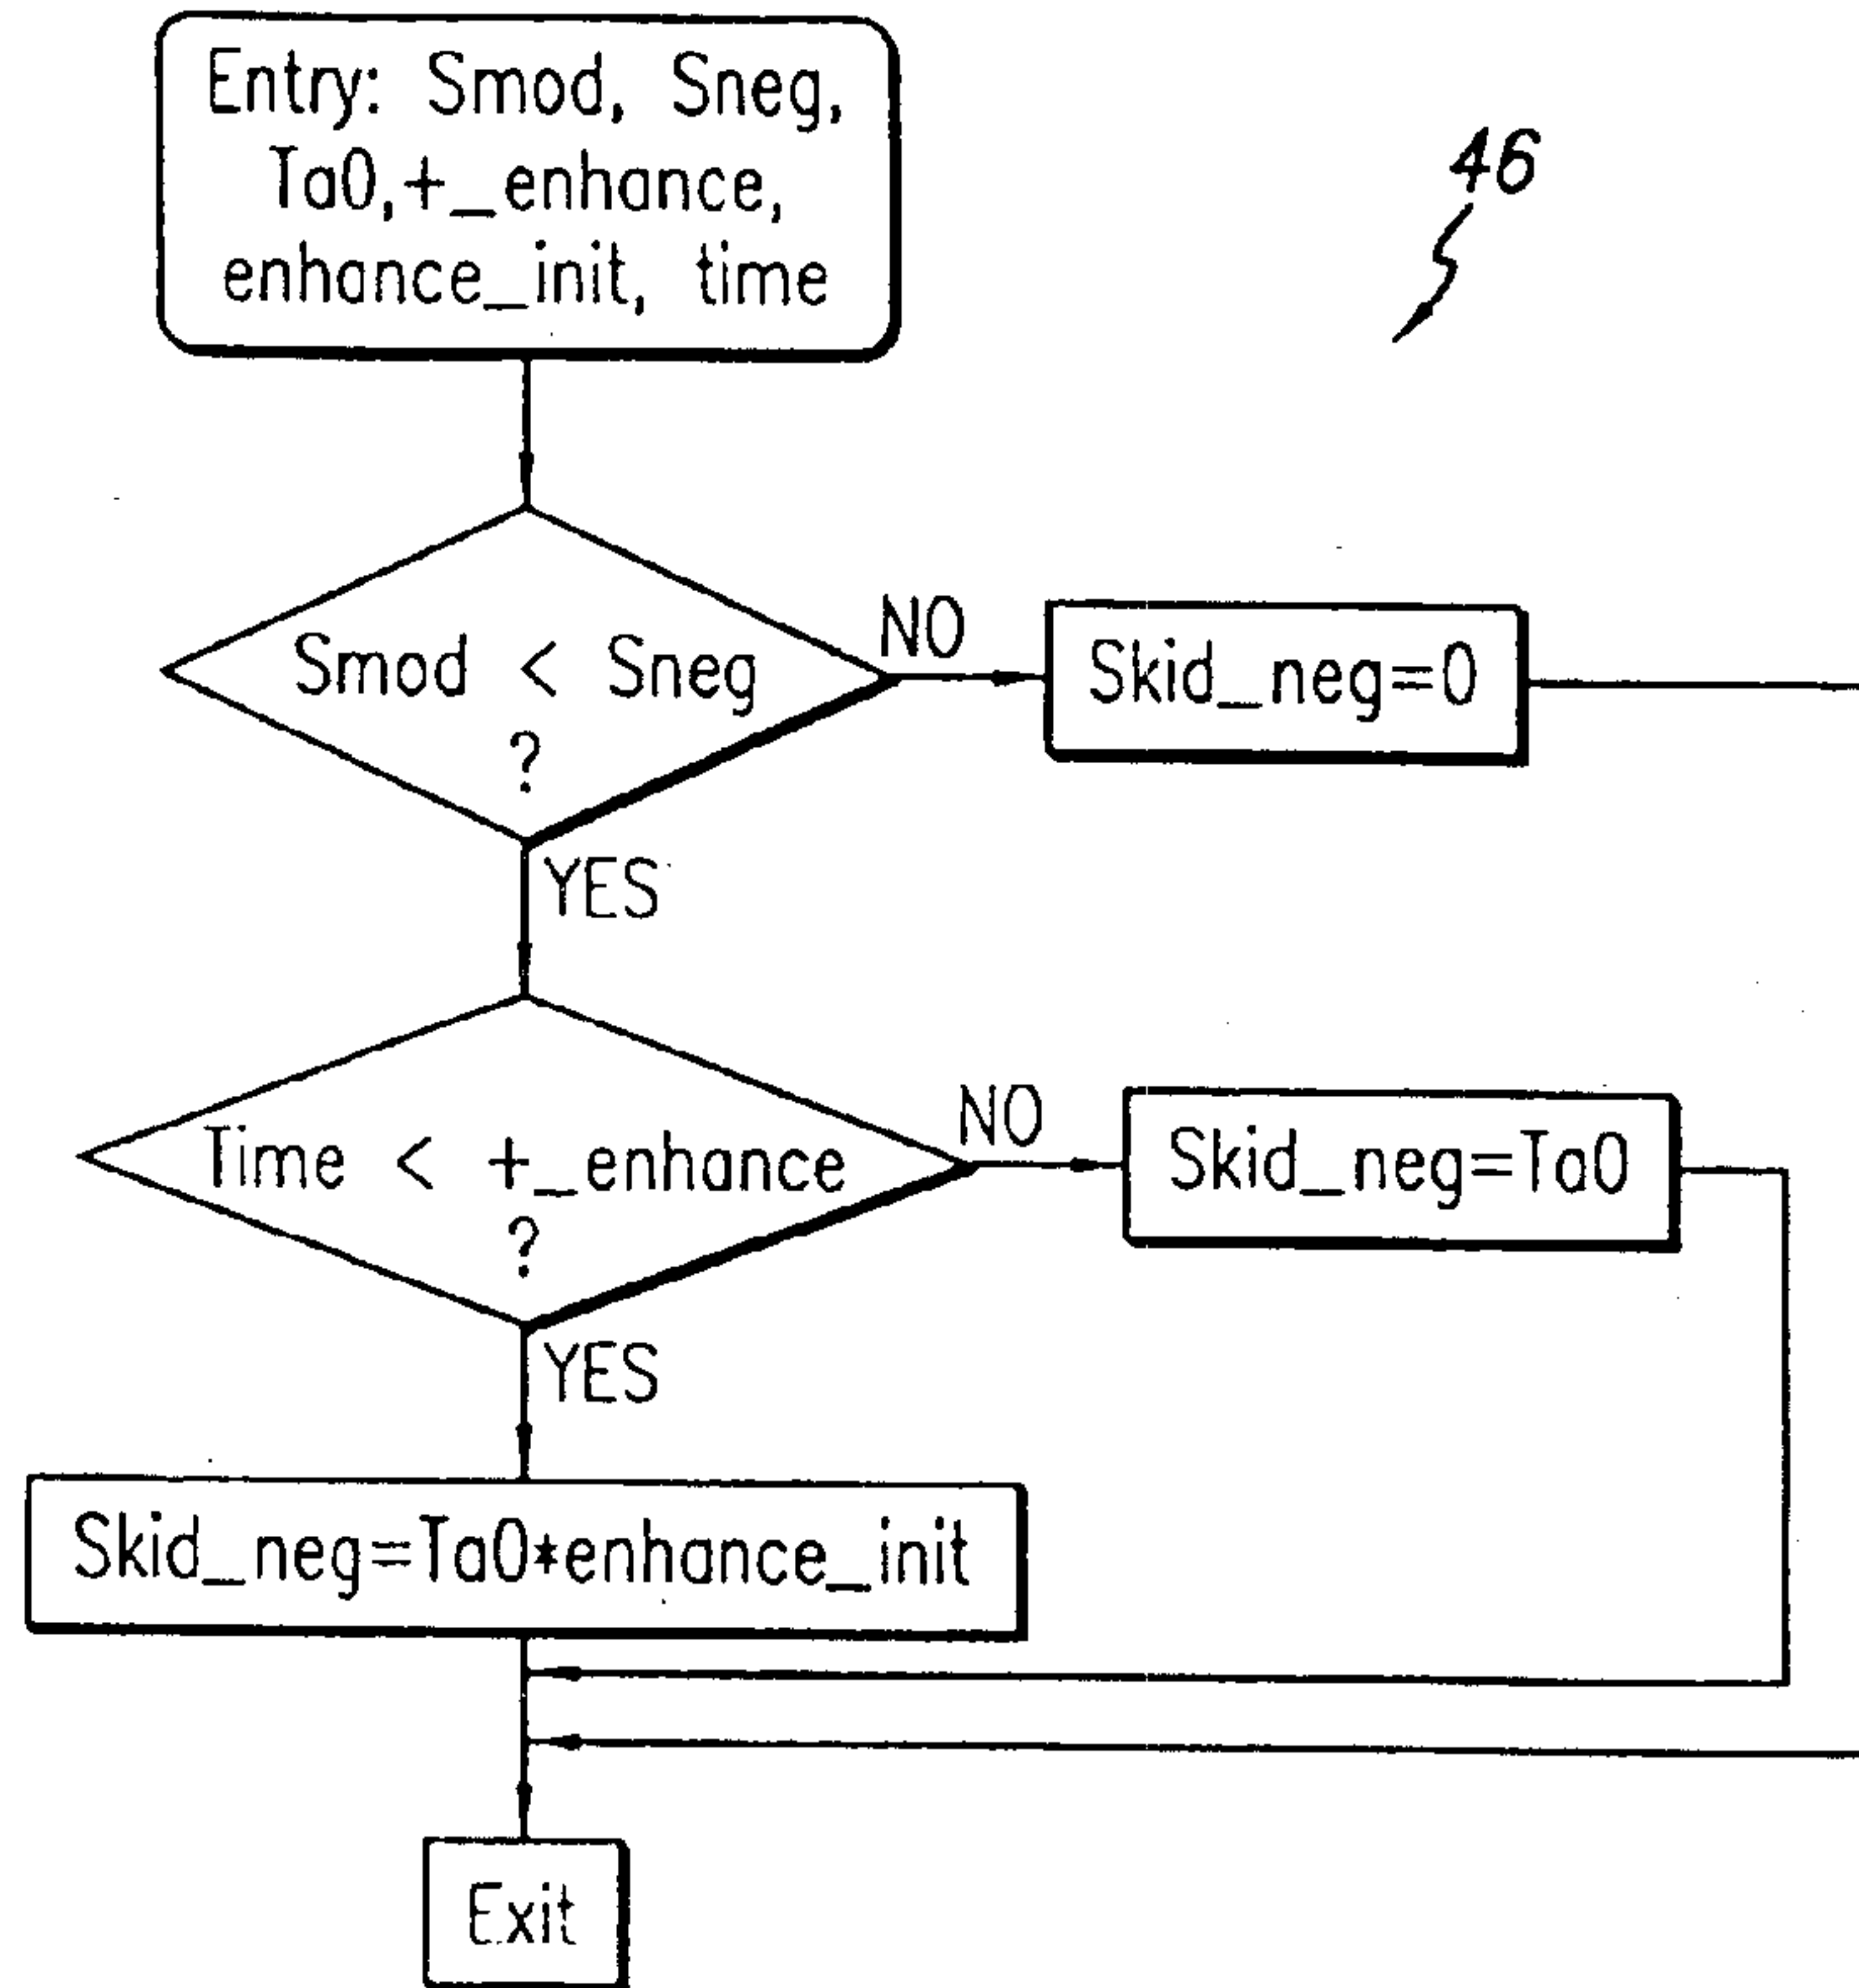 Entry: Smod, Sneg,
Ta0,+_enhance,
enhance_init, time
46
Smod < Sneg
?
NO
Skid_neg=0
YES
Time < +_enhance
?
NO
Skid_neg=Ta0
YES
Skid_neg=Ta0*enhance_init
Exit